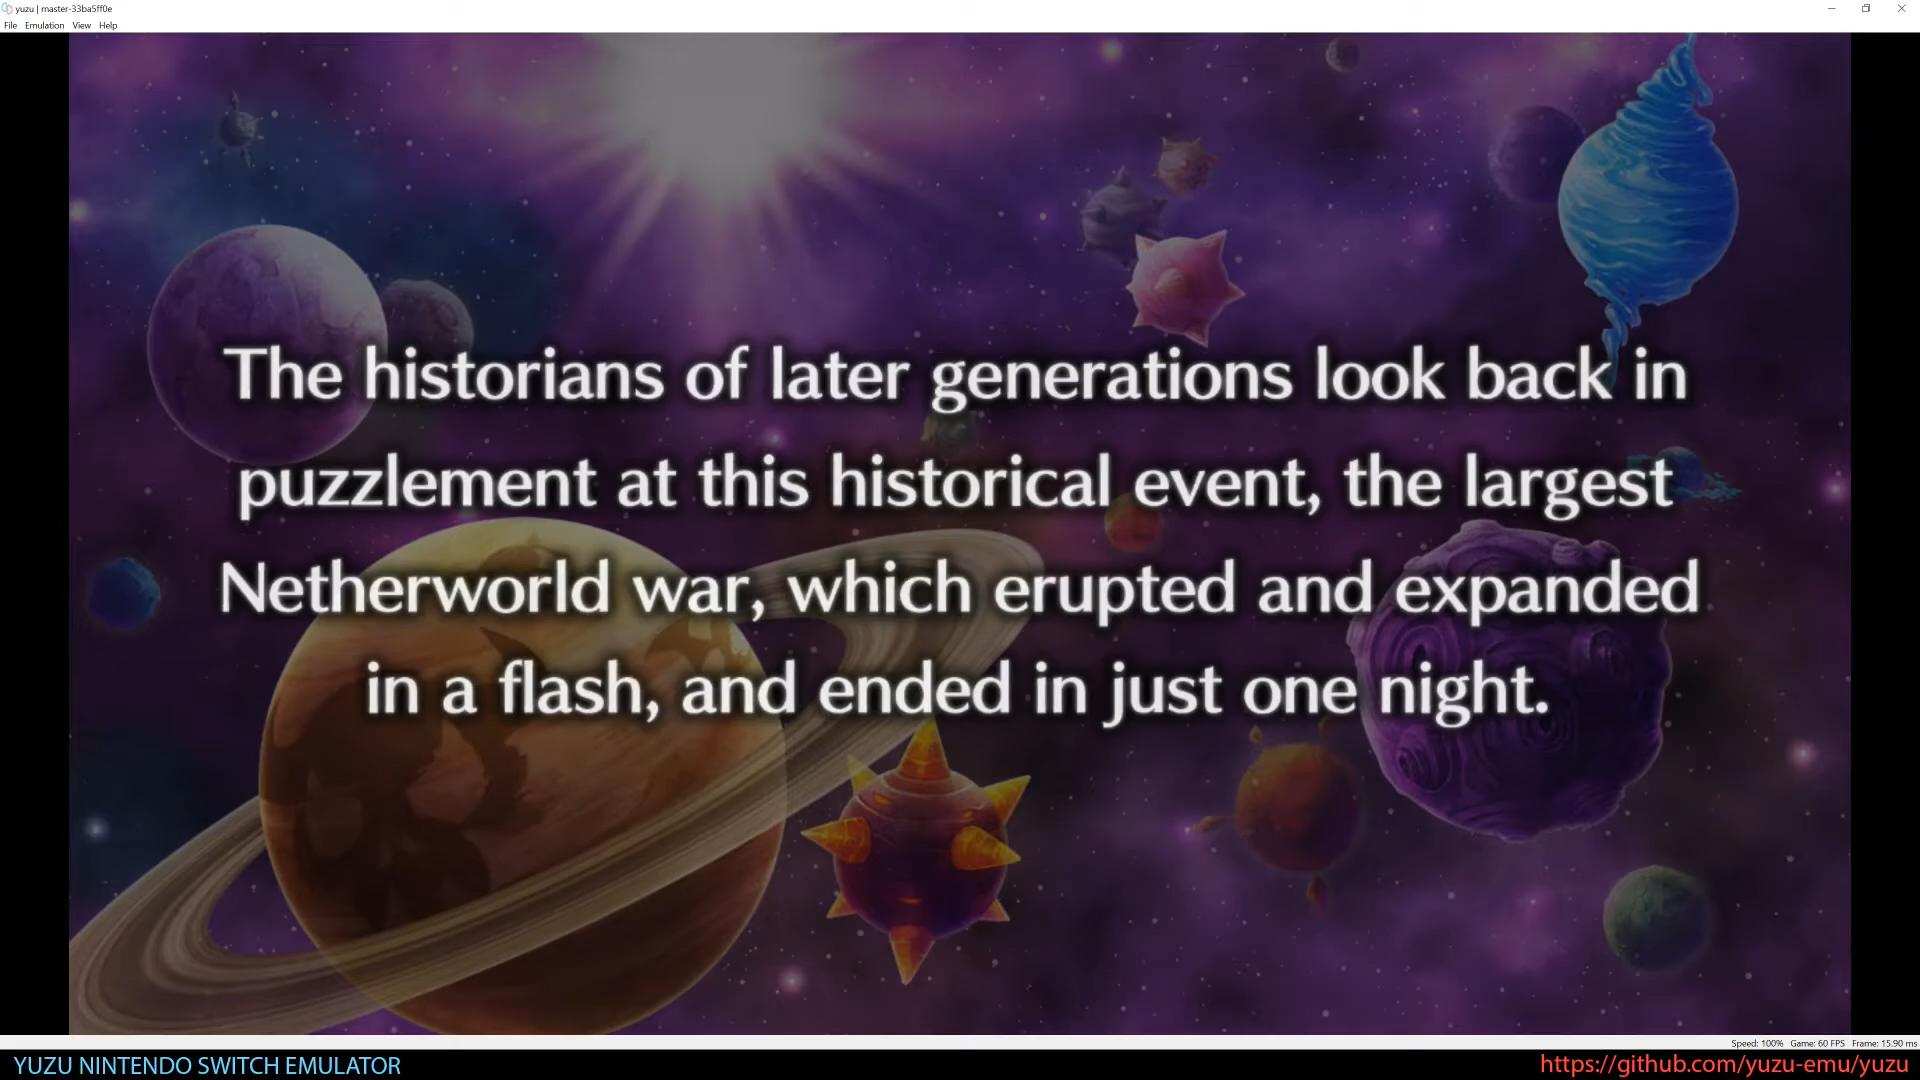 yuzu | master-33ba5ff0e
File Emulation View Help
The historians of later generations look back in
puzzlement at this historical event, the largest
Netherworld war, which erupted and expanded
in a flash, and ended in just one night.
Speed: 100% Game: 60 FPS Frame: 15.90 ms
YUZU NINTENDO SWITCH EMULATOR
https://github.com/yuzu-emu/yuzu